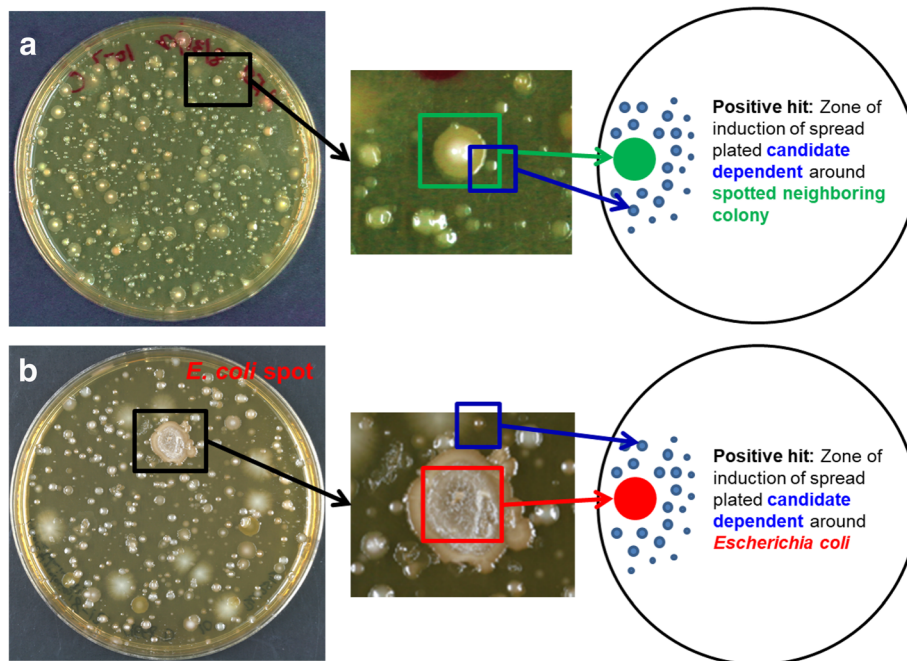 a
Positive hit: Zone of
induction of spread
plated candidate
dependent around
spotted neighboring
colony
b
E. coli spot
Positive hit: Zone of
induction of spread
plated candidate
dependent around
Escherichia coli